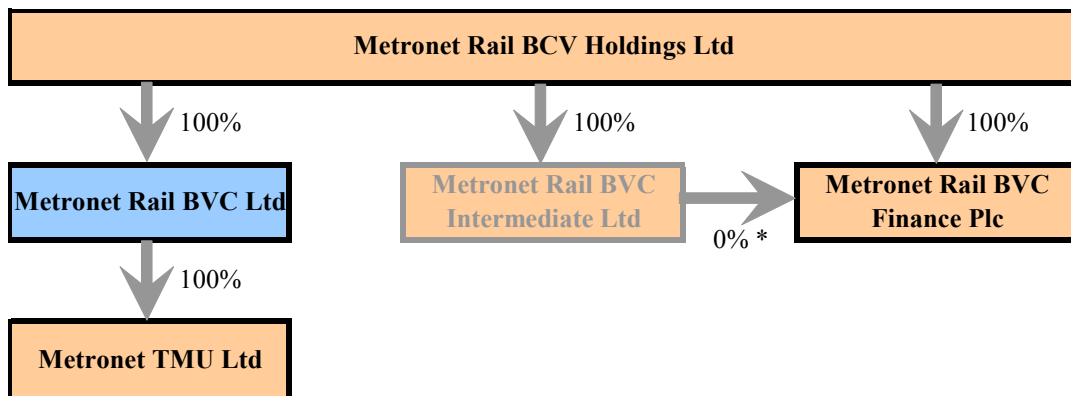 Metronet Rail BCV Holdings Ltd
100%
100%
100%
Metronet Rail BVC Ltd
Metronet Rail BVC
Intermediate Ltd
0% *
Metronet Rail BVC
Finance Plc
100%
Metronet TMU Ltd